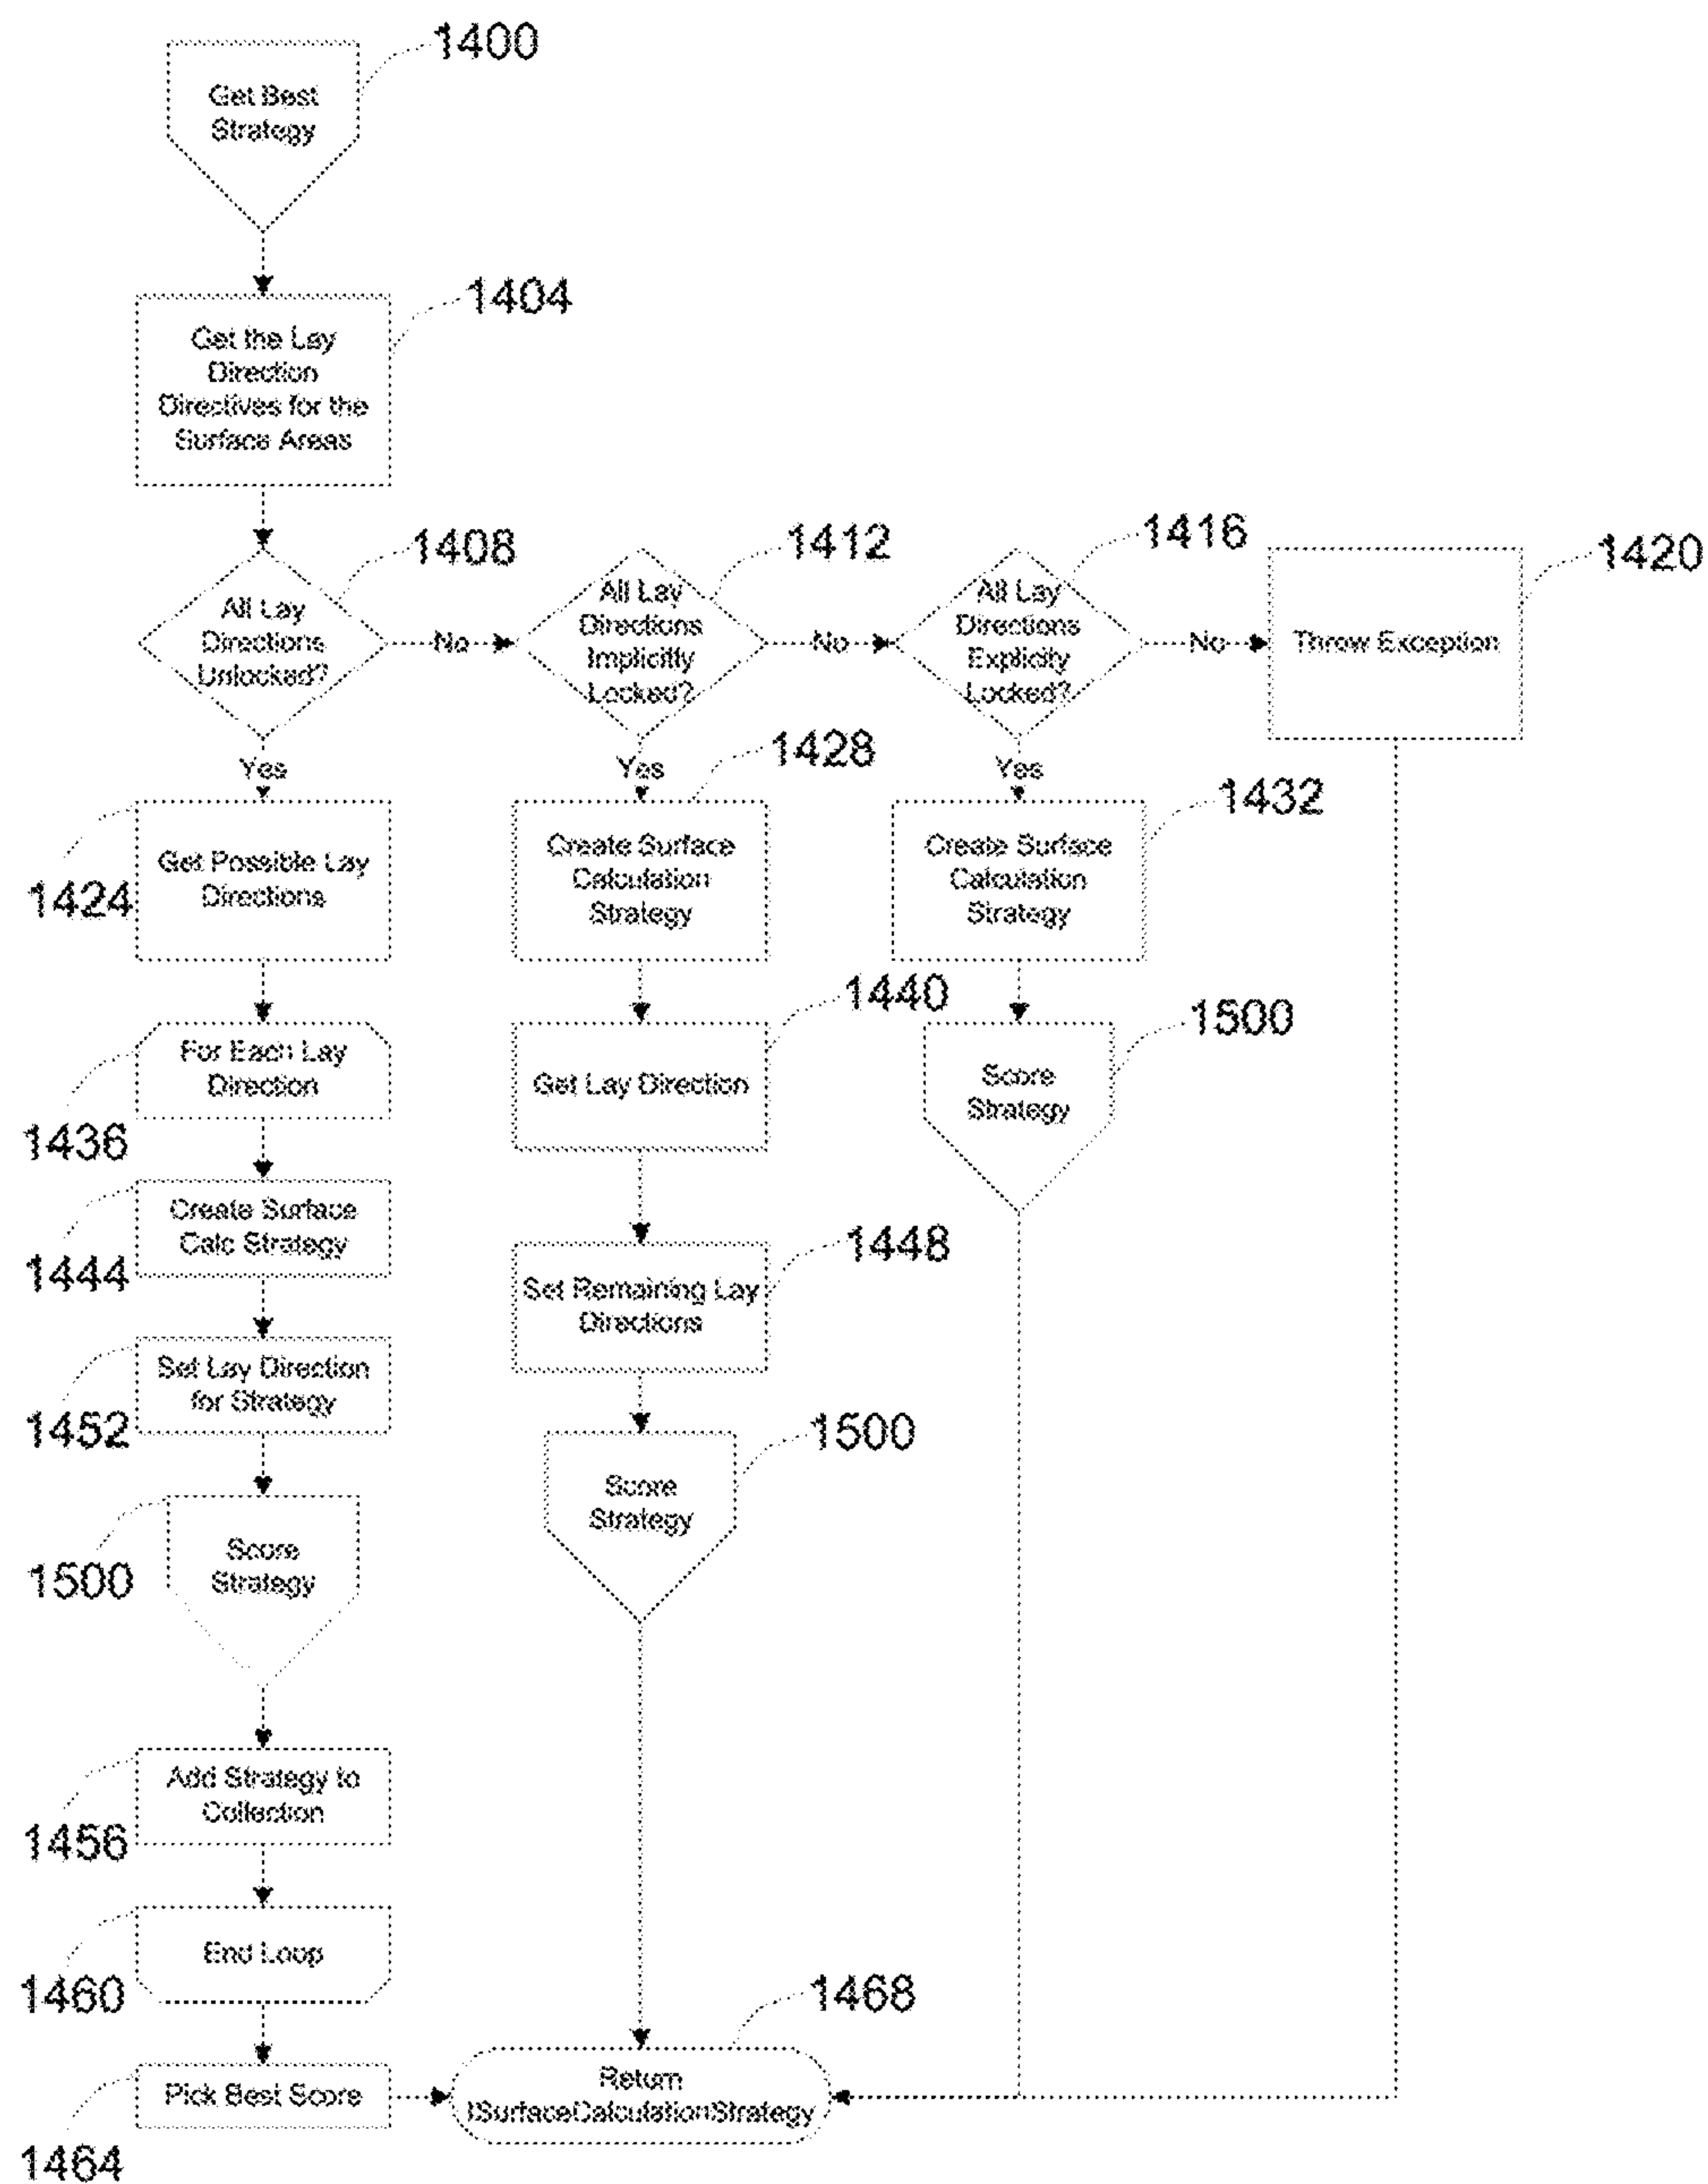 1400
Get Best
Strategy
1404
Get the Lay
Direction
Directives for the
Surface Areas
1408
All Lay
Directions
Unlocked?
No
1412
All Lay
Directions
Implicitly
Locked?
No
1416
All Lay
Directions
Explicity
Locked?
No
1420
Throw Exception
Yes
Yes
Yes
1424
Get Possible Lay
Directions
1428
Create Surface
Calculation
Strategy
1432
Create Surface
Calculation
Strategy
1436
For Each Lay
Direction
1440
Get Lay Direction
1500
Score
Strategy
1444
Create Surface
Calc Strategy
1448
Set Remaining Lay
Directions
1452
Set Lay Direction
for Strategy
1500
Score
Strategy
1500
Score
Strategy
1456
Add Strategy to
Collection
1460
End Loop
1464
Pick Best Score
1468
Return
ISurfaceCalculationStrategy